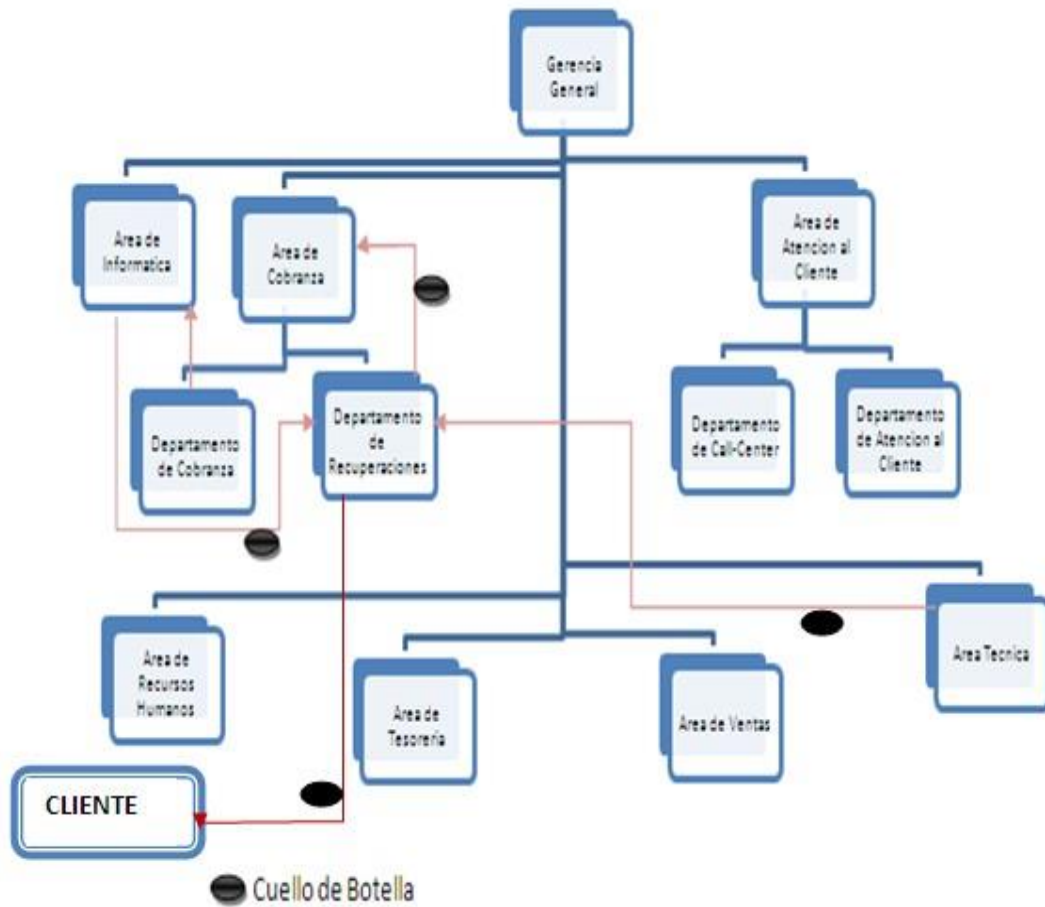 Gerencia
General
Area de
Informatica
Area de
Cobranza
Area de
Atencion al
Cliente
Departamento
de Cobranza
Departamento
de
Recuperaciones
Departamento
de Call-Center
Departamento
de Atencion al
Cliente
Area de
Recursos
Humanos
Area de
Tesoreria
Area de Ventas
Area Tecnica
CLIENTE
Cuello de Botella